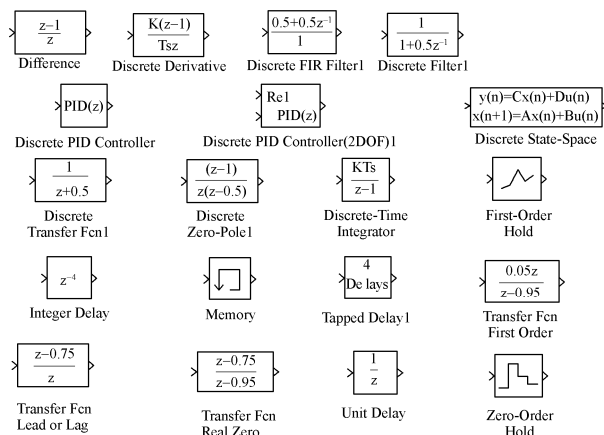 z−1
z
K(z−1)
Tsz
0.5+0.5z⁻¹
1
1
1+0.5z⁻¹
Difference
Discrete Derivative
Discrete FIR Filter1
Discrete Filter1
PID(z)
Re1
PID(z)
y(n)=Cx(n)+Du(n)
x(n+1)=Ax(n)+Bu(n)
Discrete PID Controller
Discrete PID Controller(2DOF)1
Discrete State-Space
1
z+0.5
(z−1)
z(z−0.5)
KTs
z−1
Discrete
Transfer Fcn1
Discrete
Zero-Pole1
Discrete-Time
Integrator
First-Order
Hold
z⁻⁴
4
De lays
0.05z
z−0.95
Integer Delay
Memory
Tapped Delay1
Transfer Fcn
First Order
z−0.75
z
z−0.75
z−0.95
1
z
Transfer Fcn
Lead or Lag
Transfer Fcn
Real Zero
Unit Delay
Zero-Order
Hold